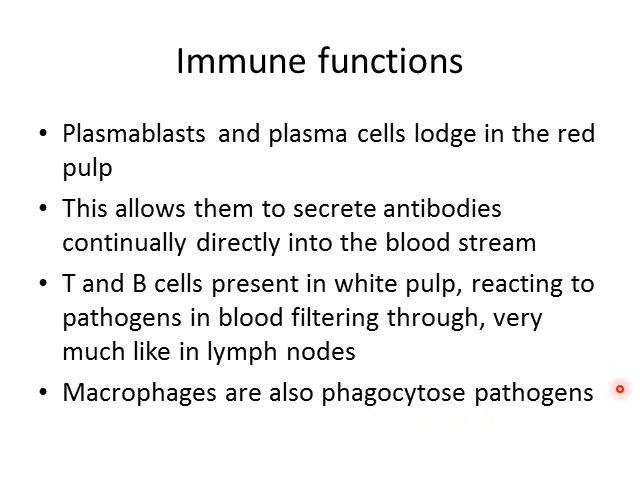 Immune functions
• Plasmablasts and plasma cells lodge in the red
pulp
• This allows them to secrete antibodies
continually directly into the blood stream
• T and B cells present in white pulp, reacting to
pathogens in blood filtering through, very
much like in lymph nodes
• Macrophages are also phagocytose pathogens